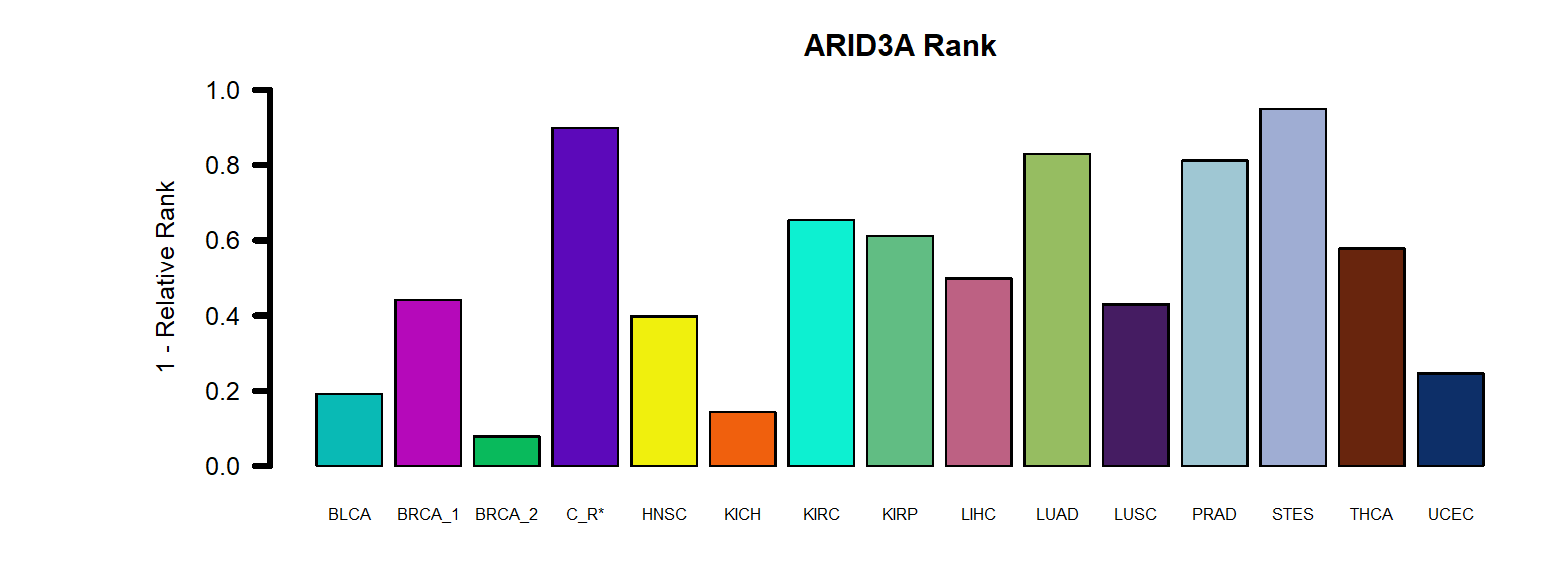 ARID3A Rank
1 - Relative Rank
1.0
0.8
0.6
0.4
0.2
0.0
BLCA BRCA_1 BRCA_2 C_R* HNSC KICH KIRC KIRP LIHC LUAD LUSC PRAD STES THCA UCEC